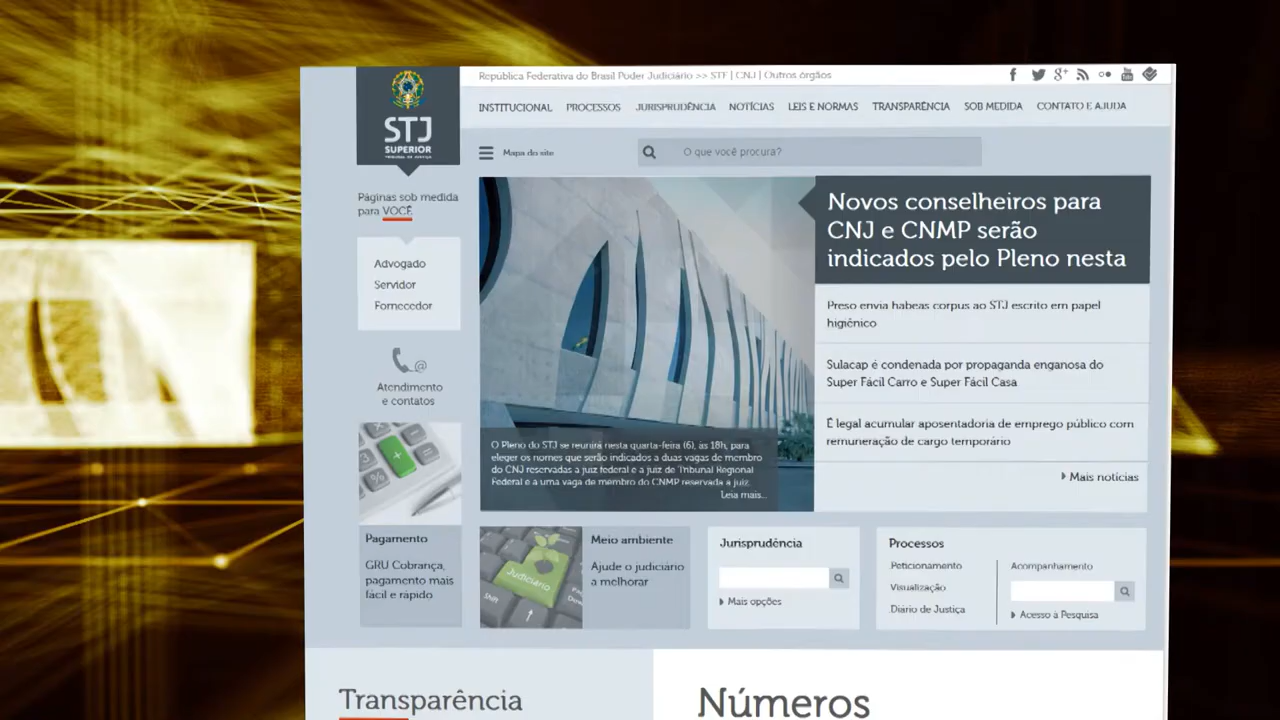 República Federativa do Brasil Poder Judiciário >> STF | CNJ | Outros órgãos
STJ
SUPERIOR
TRIBUNAL DE JUSTIÇA
INSTITUCIONAL PROCESSOS JURISPRUDÊNCIA NOTÍCIAS LEIS E NORMAS TRANSPARÊNCIA SOB MEDIDA CONTATO E AJUDA
Mapa do site
O que você procura?
Páginas sob medida
para VOCÊ
Advogado
Servidor
Fornecedor
Atendimento
e contatos
Novos conselheiros para
CNJ e CNMP serão
indicados pelo Pleno nesta
Preso envia habeas corpus ao STJ escrito em papel
higiênico
Sulacap é condenada por propaganda enganosa do
Super Fácil Carro e Super Fácil Casa
É legal acumular aposentadoria de emprego público com
remuneração de cargo temporário
Mais notícias
O Pleno do STJ se reunirá nesta quarta-feira (6), às 18h, para
eleger os nomes que serão indicados a duas vagas de membro
do CNJ reservadas a juiz federal e a juiz de Tribunal Regional
Federal e a uma vaga de membro do CNMP reservada a juiz.
Leia mais...
Pagamento
GRU Cobrança,
pagamento mais
fácil e rápido
Judiciário
Meio ambiente
Ajude o judiciário
a melhorar
Jurisprudência
Mais opções
Processos
Peticionamento
Visualização
Diário de Justiça
Acompanhamento
Acesso à Pesquisa
Transparência
Números